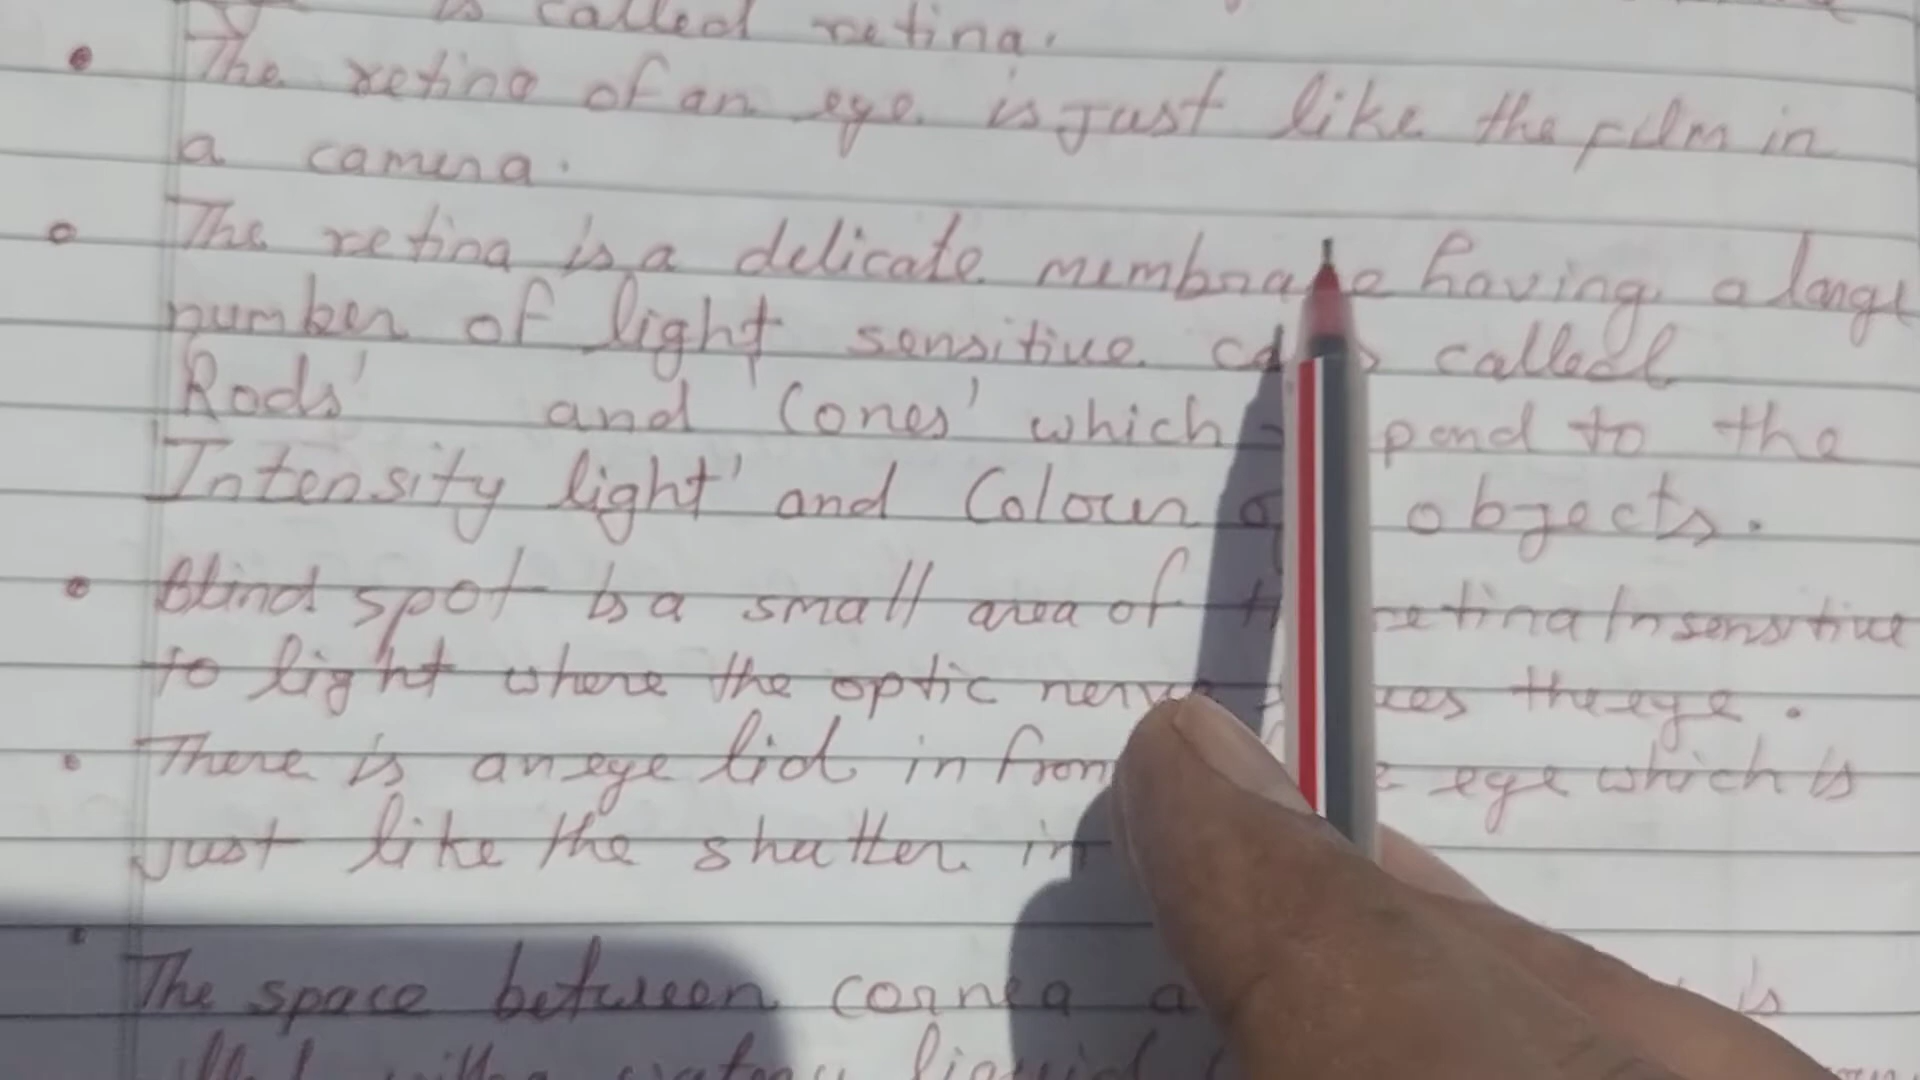 is called retina.
• The retina of an eye is just like the film in
a camera.
• The retina is a delicate membrane having a large
number of light sensitive called
Rods' and 'Cones' which to the
'Intensity light' and Colour objects.
• Blind spot is a small area of retina Insensitive
to light where the optic nerve the eye.
• There is an eye lid in eye which is
just like the shutter in
• The space between cornea is
liquid